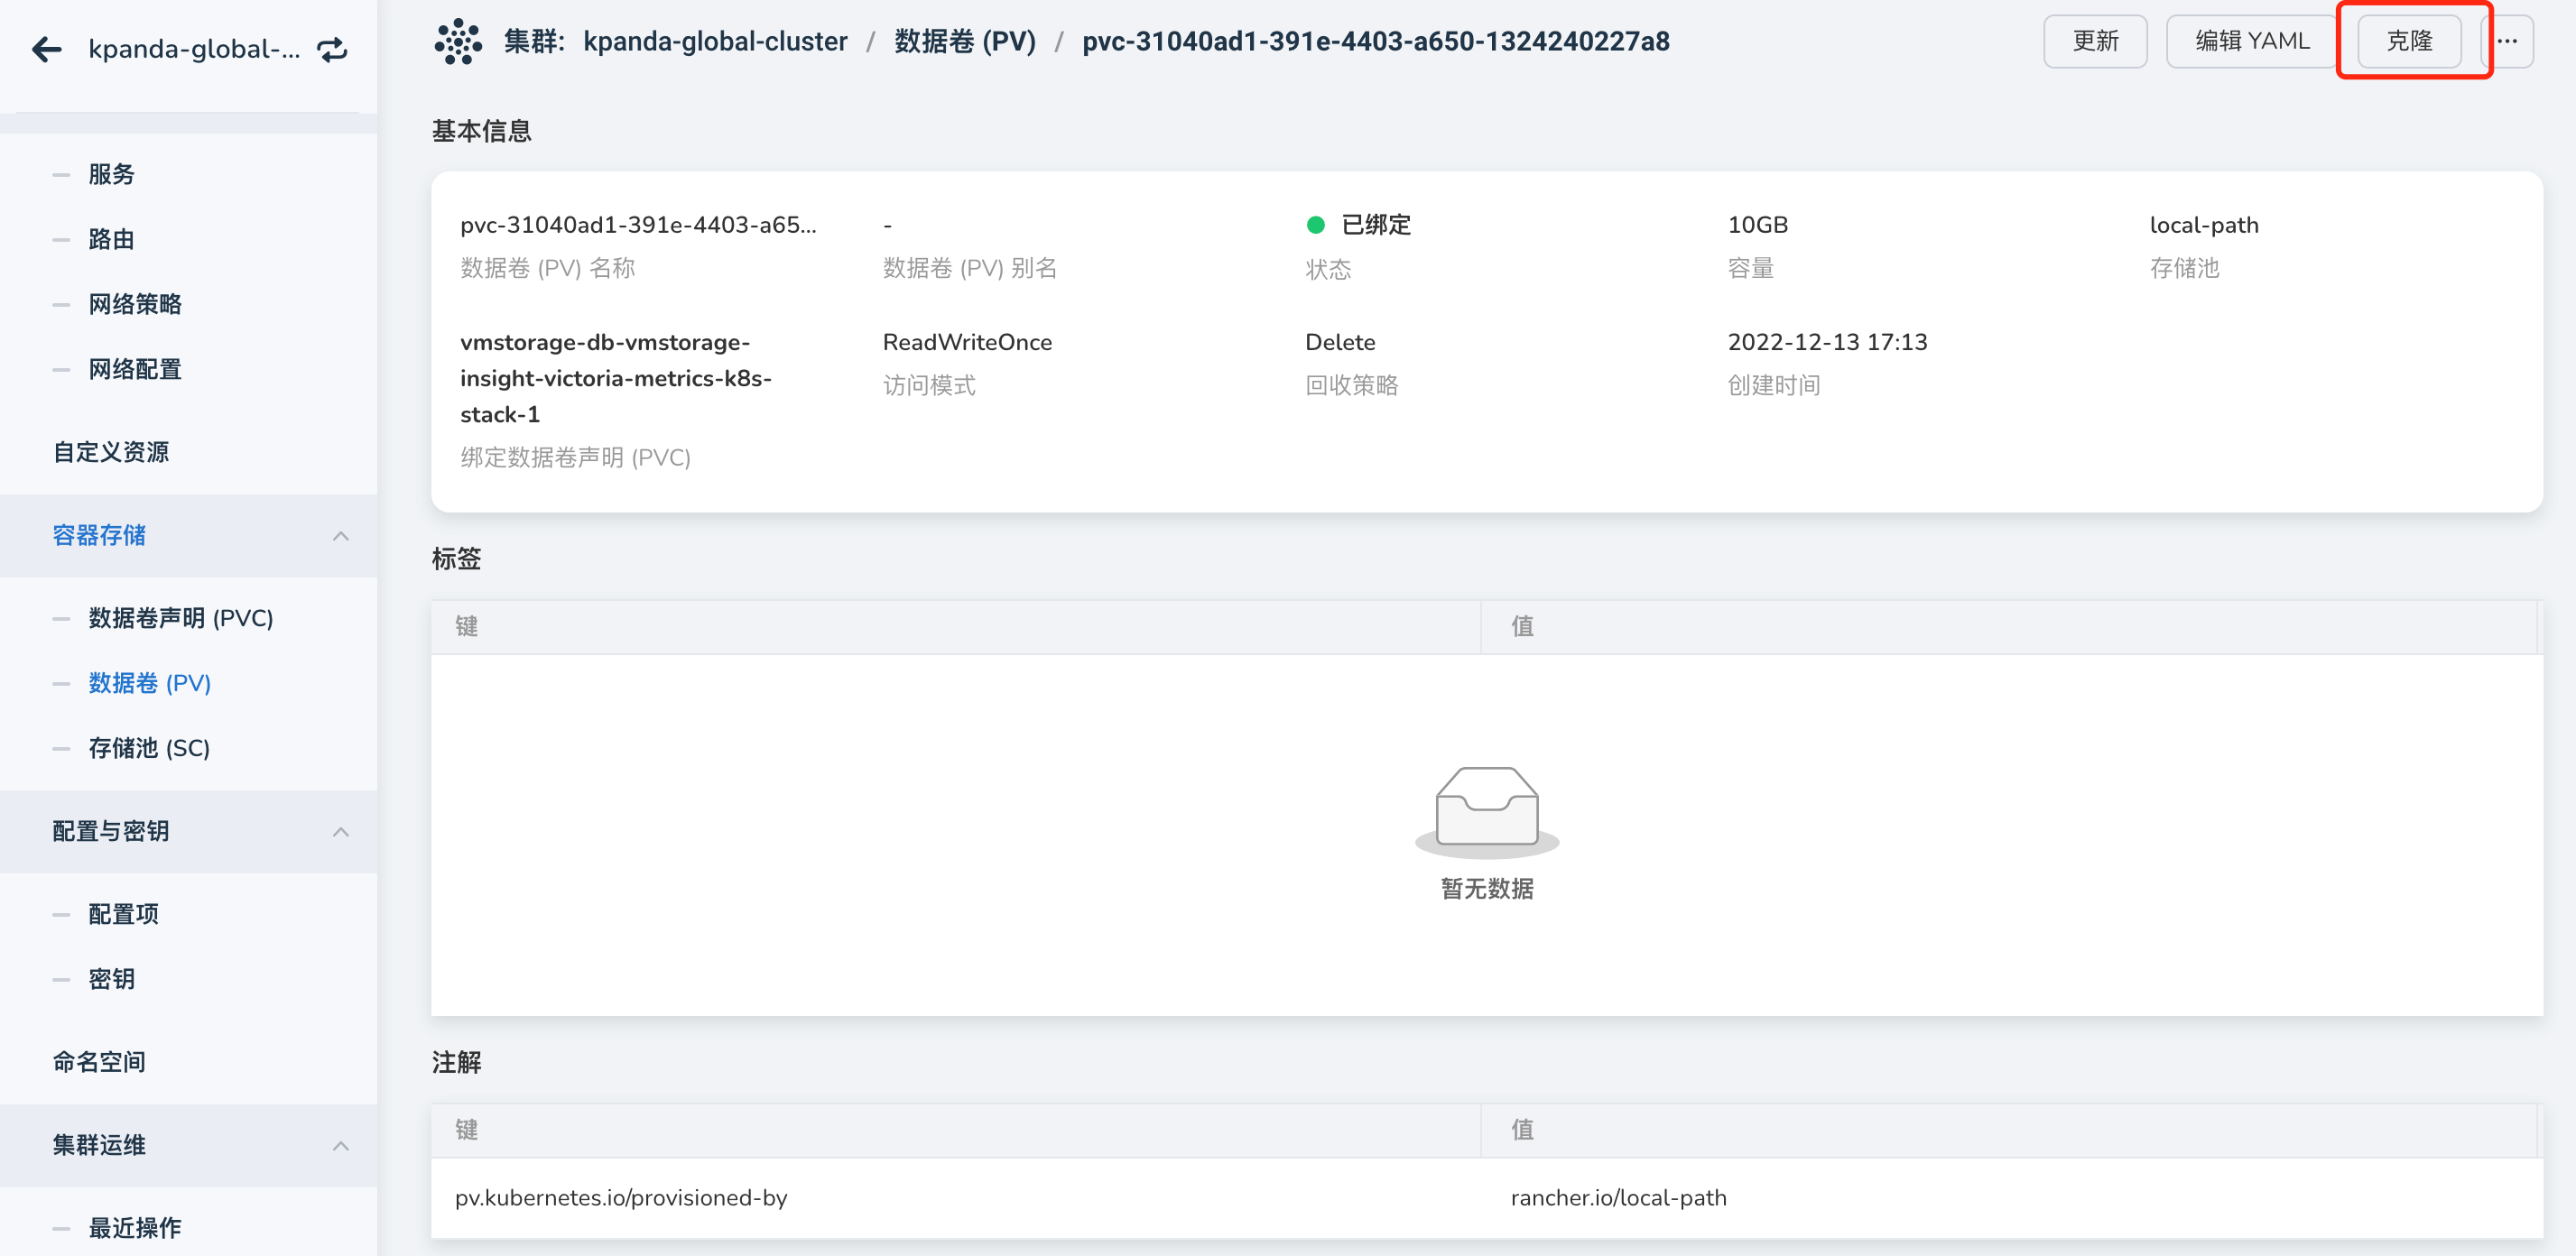 kpanda-global-...
服务
路由
网络策略
网络配置
自定义资源
容器存储
数据卷声明 (PVC)
数据卷 (PV)
存储池 (SC)
配置与密钥
配置项
密钥
命名空间
集群运维
最近操作
集群: kpanda-global-cluster / 数据卷 (PV) / pvc-31040ad1-391e-4403-a650-1324240227a8
更新 编辑 YAML 克隆 ...
基本信息
pvc-31040ad1-391e-4403-a65...
数据卷 (PV) 名称
-
数据卷 (PV) 别名
已绑定
状态
10GB
容量
local-path
存储池
vmstorage-db-vmstorage-
insight-victoria-metrics-k8s-
stack-1
绑定数据卷声明 (PVC)
ReadWriteOnce
访问模式
Delete
回收策略
2022-12-13 17:13
创建时间
标签
键 值
暂无数据
注解
键 值
pv.kubernetes.io/provisioned-by rancher.io/local-path